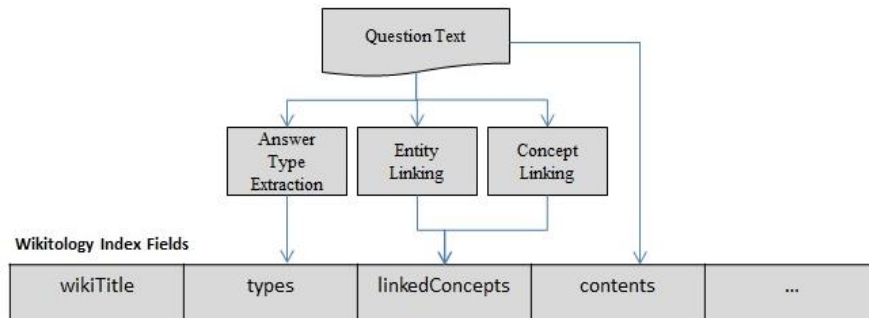 Question Text
Answer
Type
Extraction
Entity
Linking
Concept
Linking
Wikitology Index Fields
wikiTitle types linkedConcepts contents ...